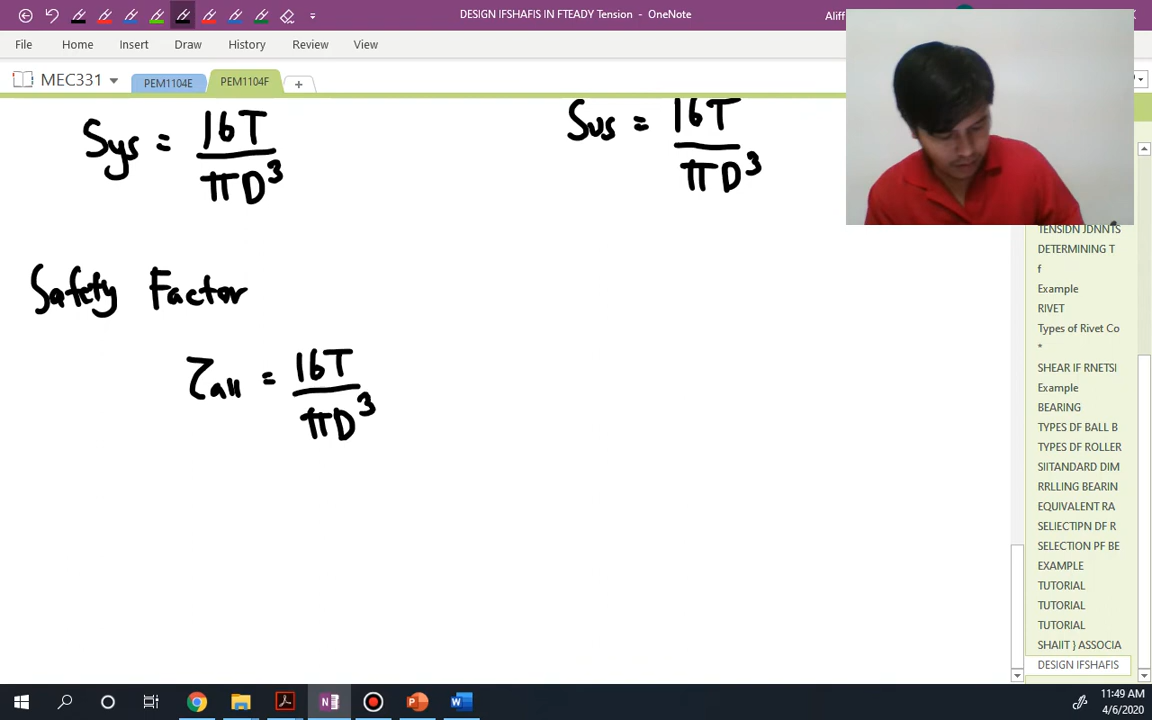 DESIGN IFSHAFIS IN FTEADY Tension - OneNote
Aliff
File Home Insert Draw History Review View
MEC331 PEM1104E PEM1104F
Sys = 16T / πD³
Sus = 16T / πD³
Safety Factor
τall = 16T / πD³
TENSIDN JDNNTS
DETERMINING T
f
Example
RIVET
Types of Rivet Co
*
SHEAR IF RNETSI
Example
BEARING
TYPES DF BALL B
TYPES DF ROLLER
SIITANDARD DIM
RRLLING BEARIN
EQUIVALENT RA
SELIECTIPN DF R
SELECTION PF BE
EXAMPLE
TUTORIAL
TUTORIAL
TUTORIAL
SHAIIT } ASSOCIA
DESIGN IFSHAFIS
11:49 AM
4/6/2020